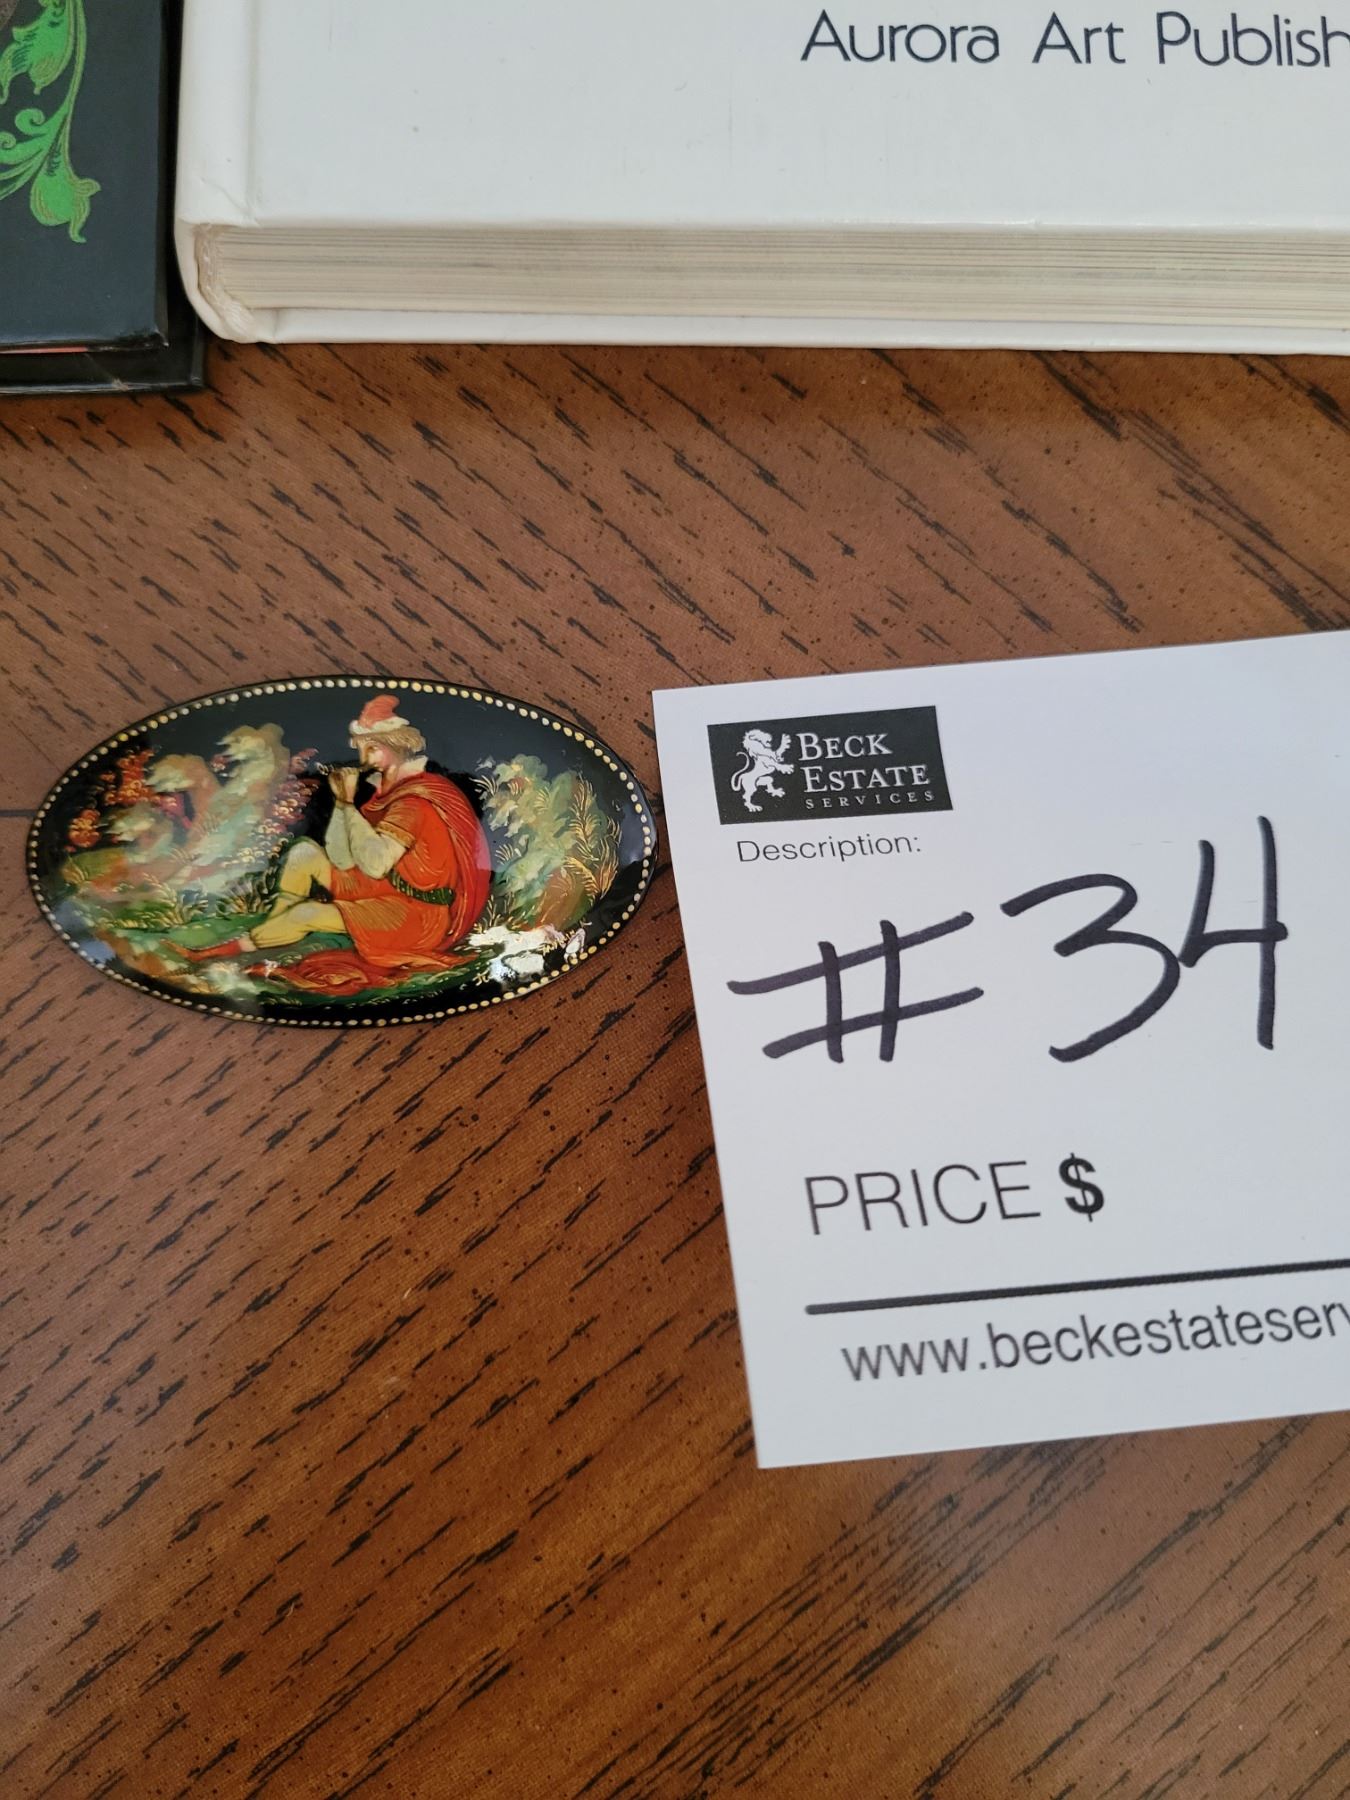 Aurora Art Publish
BECK
ESTATE
SERVICES
Description:
#34
PRICE $
www.beckestateserv